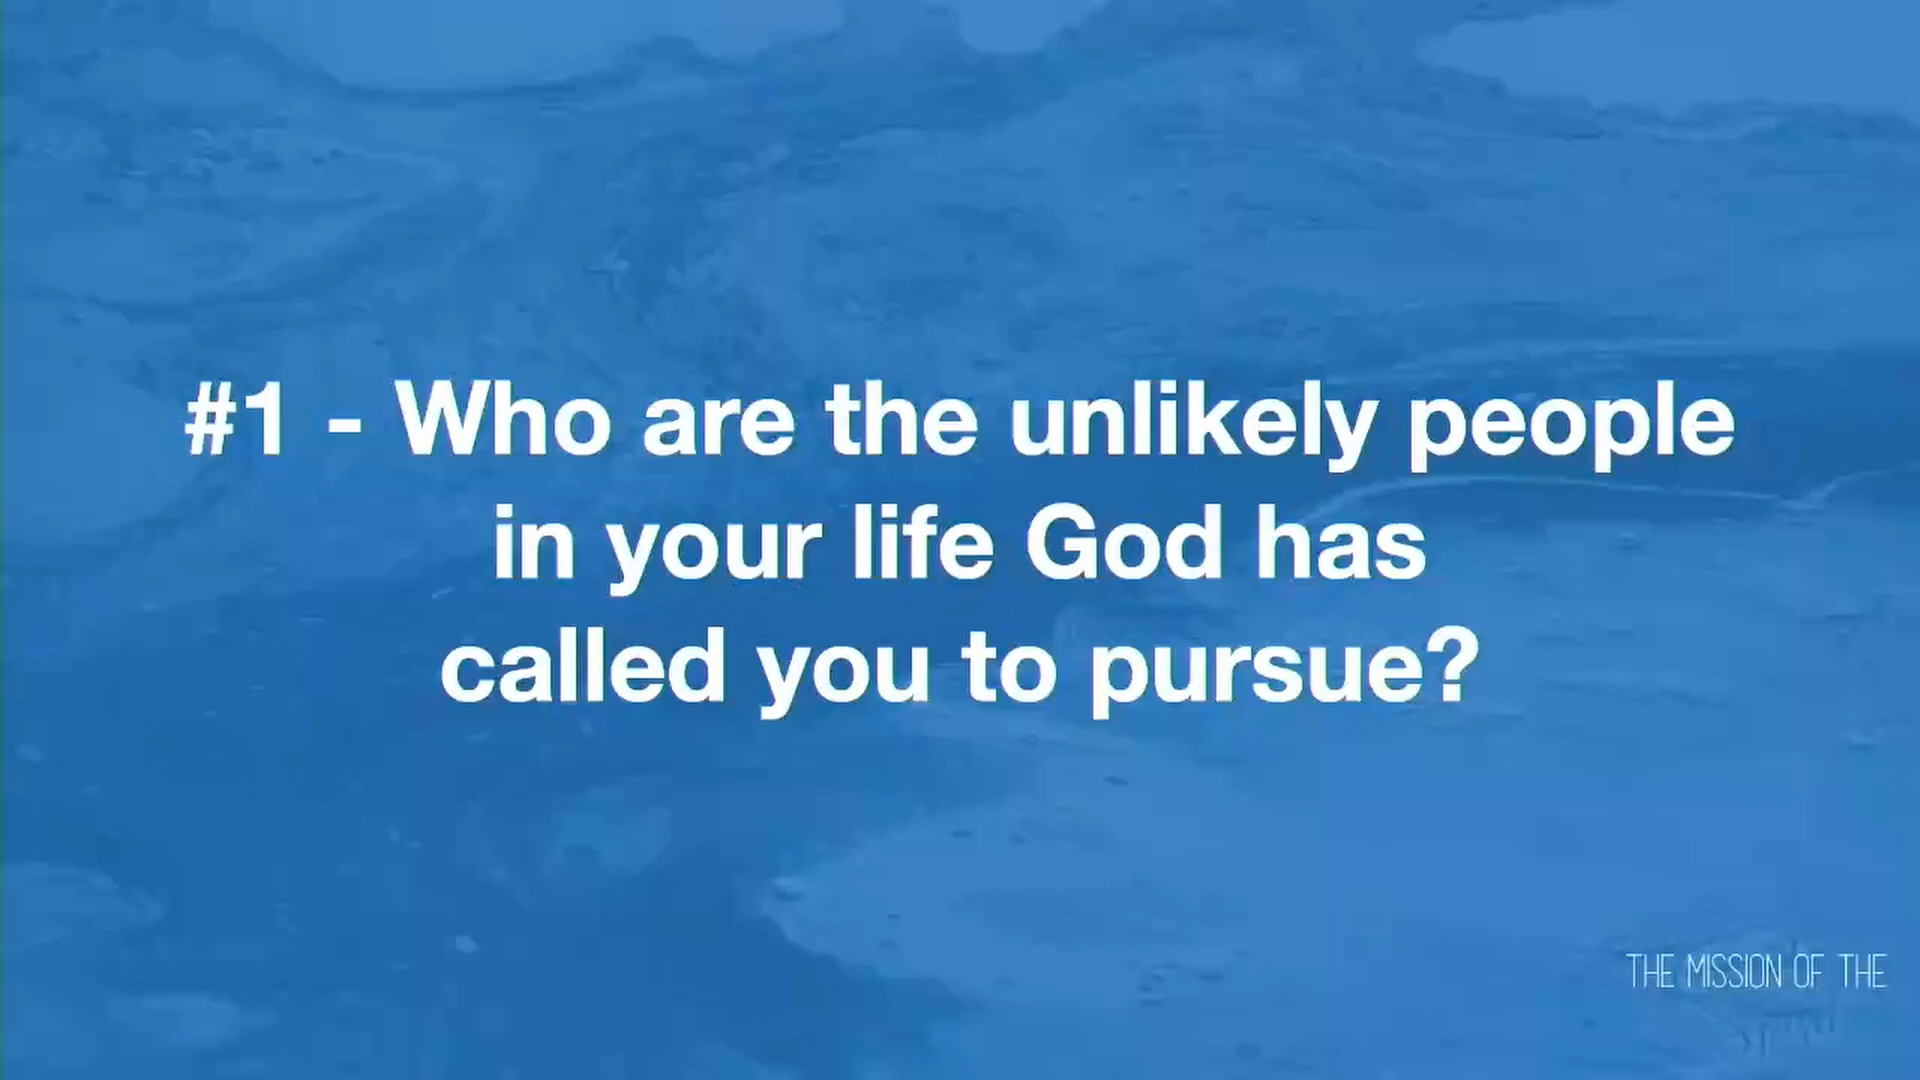 #1 - Who are the unlikely people
in your life God has
called you to pursue?
THE MISSION OF THE